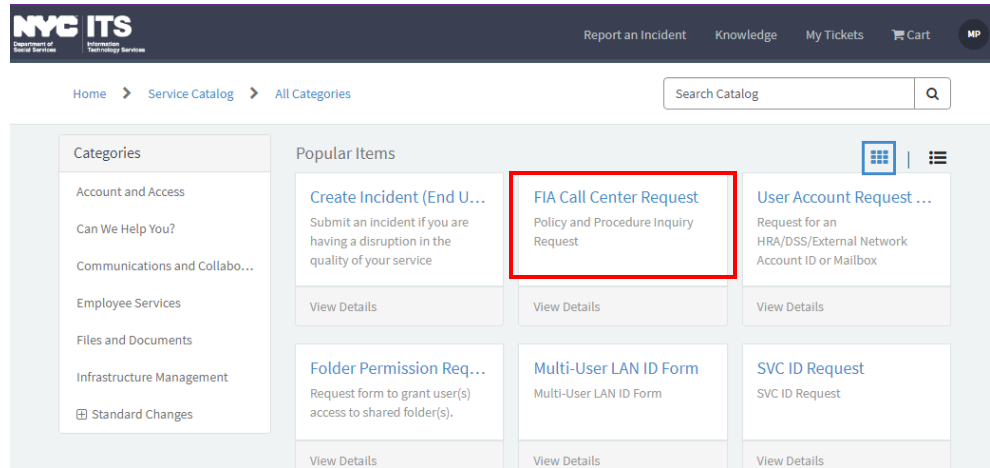 NYC ITS
Department of
Social Services
Information
Technology Services
Report an Incident
Knowledge
My Tickets
Cart
MP
Home
Service Catalog
All Categories
Search Catalog
Categories
Account and Access
Can We Help You?
Communications and Collabo...
Employee Services
Files and Documents
Infrastructure Management
Standard Changes
Popular Items
Create Incident (End U...
Submit an incident if you are
having a disruption in the
quality of your service
View Details
FIA Call Center Request
Policy and Procedure Inquiry
Request
View Details
User Account Request ...
Request for an
HRA/DSS/External Network
Account ID or Mailbox
View Details
Folder Permission Req...
Request form to grant user(s)
access to shared folder(s).
View Details
Multi-User LAN ID Form
Multi-User LAN ID Form
View Details
SVC ID Request
SVC ID Request
View Details